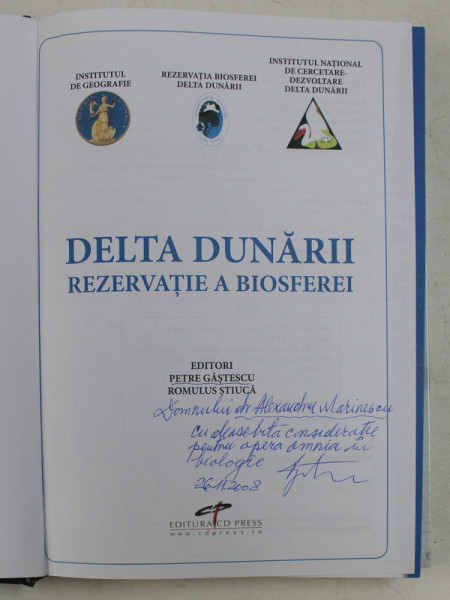 INSTITUTUL
DE GEOGRAFIE
REZERVAȚIA BIOSFEREI
DELTA DUNĂRII
INSTITUTUL NAȚIONAL
DE CERCETARE-
DEZVOLTARE
DELTA DUNĂRII
DELTA DUNĂRII
REZERVAȚIE A BIOSFEREI
EDITORI
PETRE GÂȘTESCU
ROMULUS ȘTIUCĂ
Domnului dr Alexandru Marinescu
cu deosebită considerație
pentru opera omnia în
biologie
26.11.2008
EDITURA CD PRESS
www.cdpress.ro